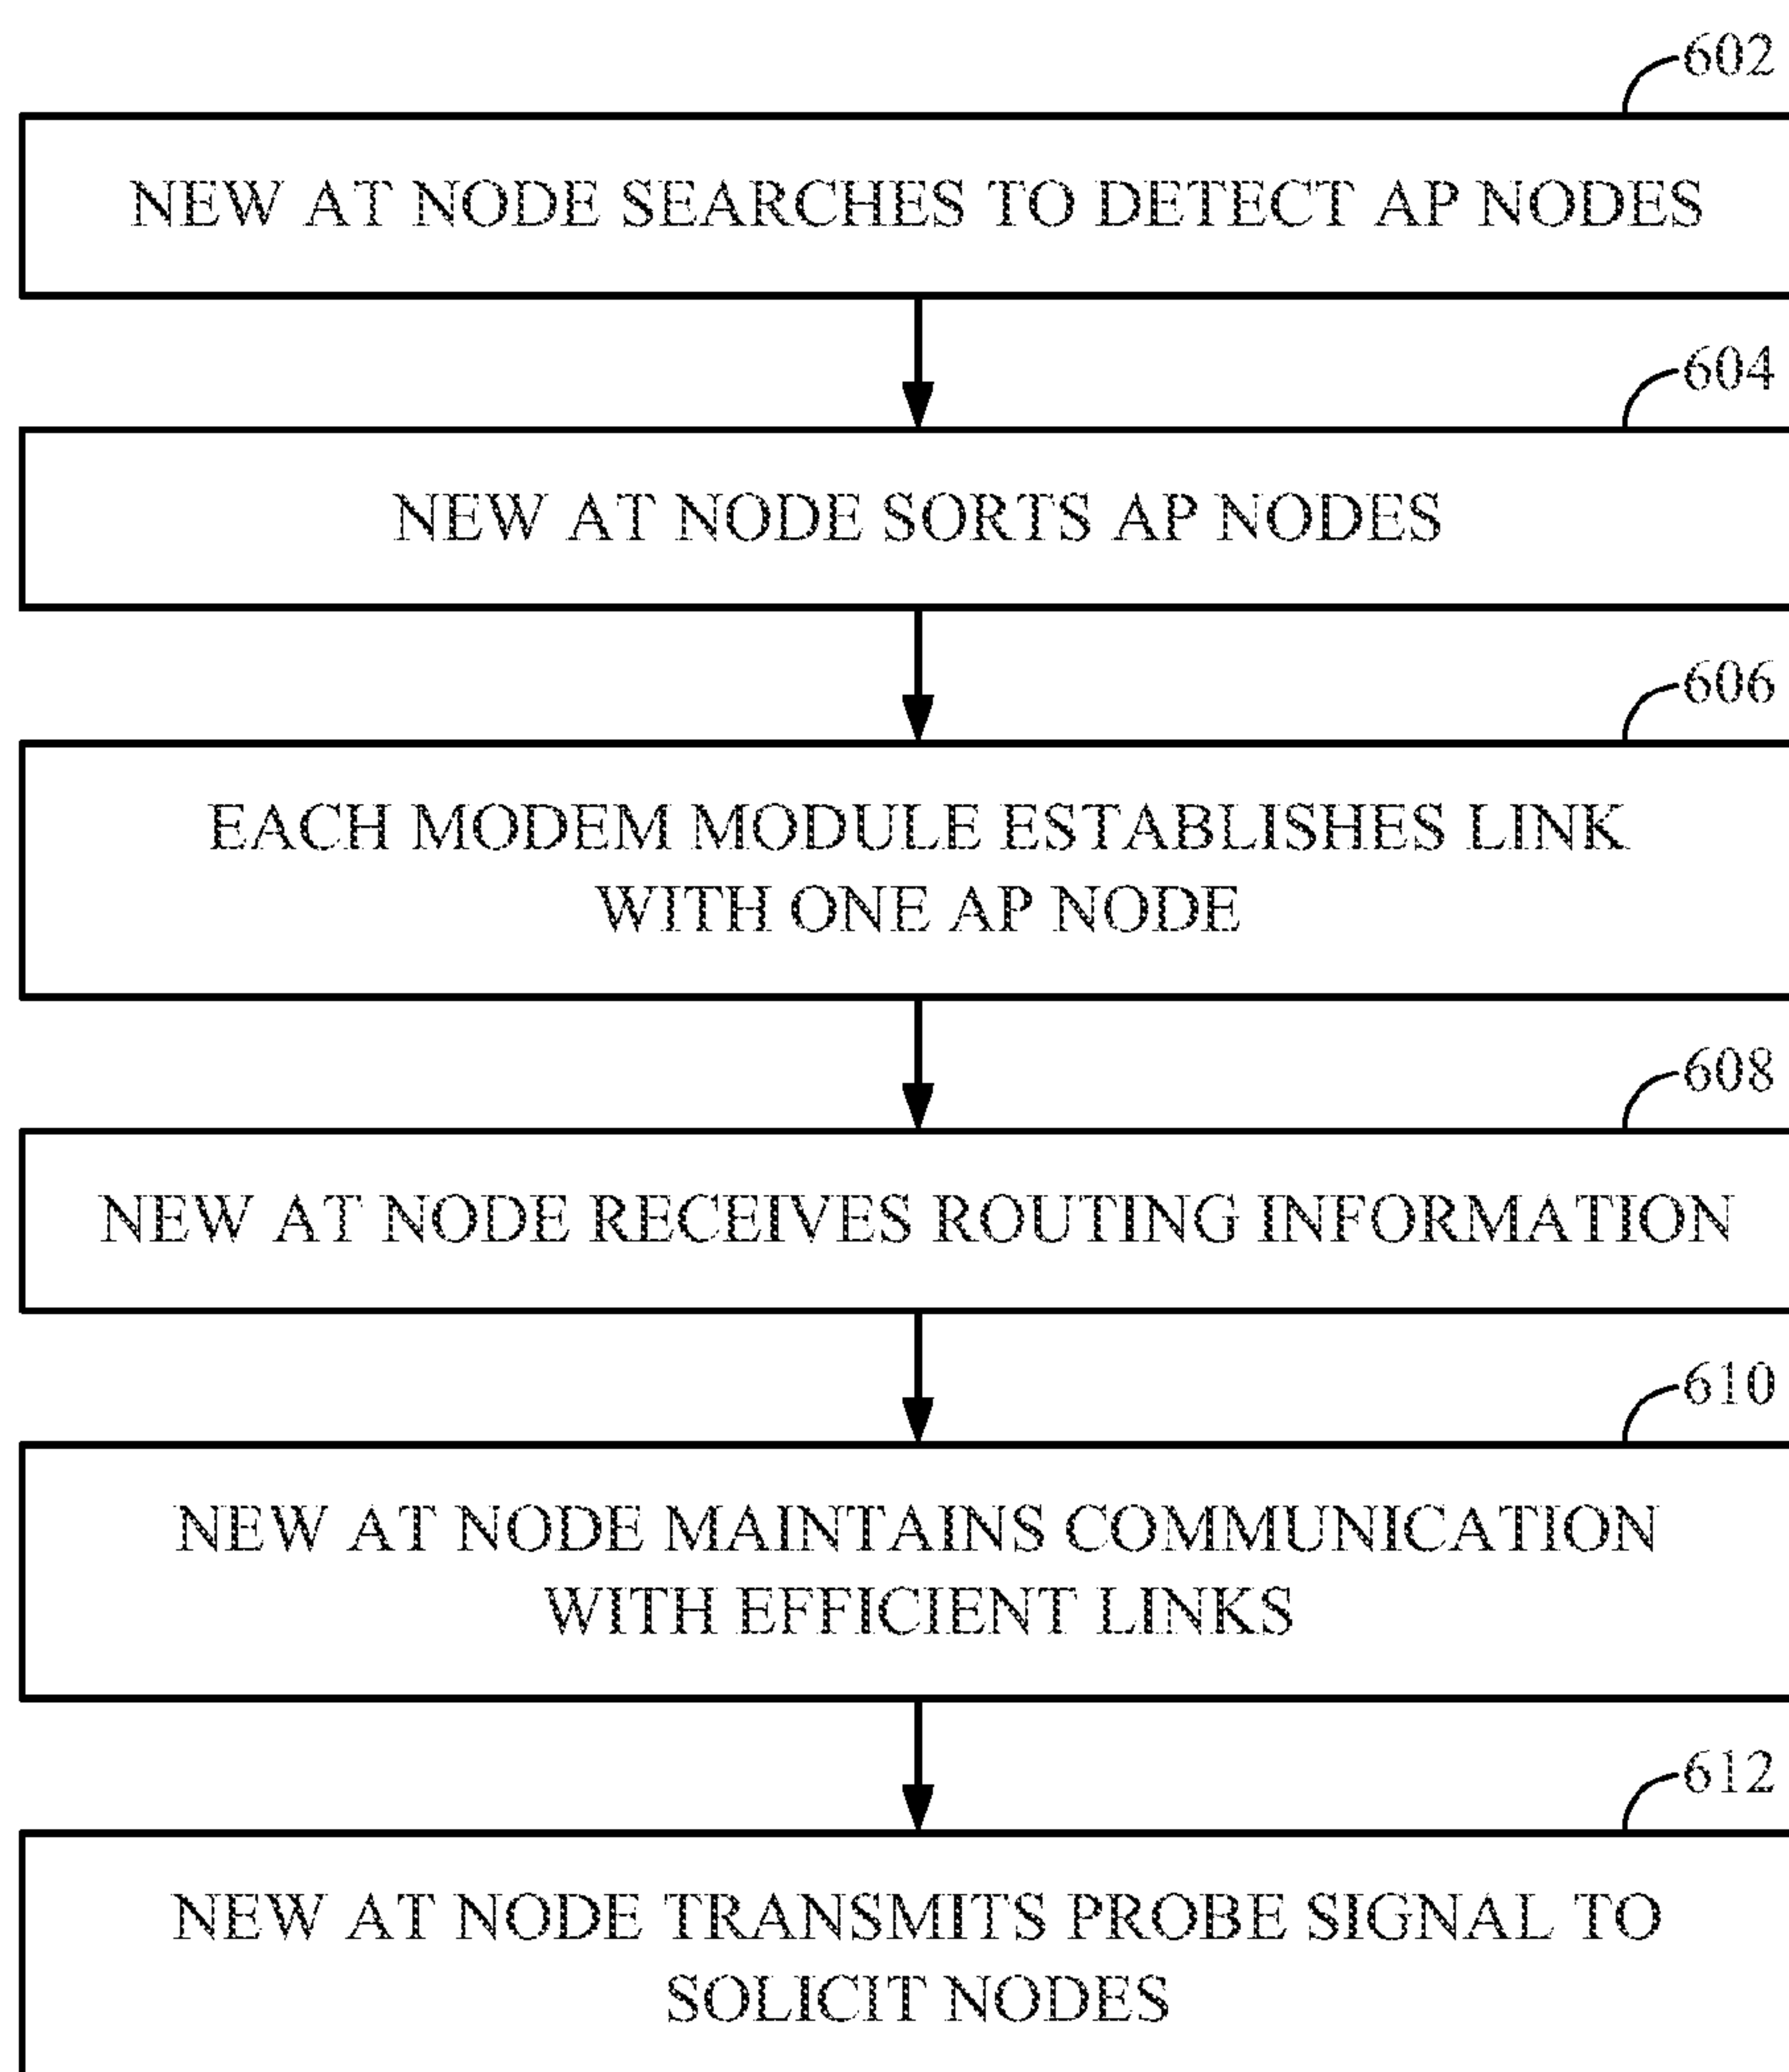 602
NEW AT NODE SEARCHES TO DETECT AP NODES
604
NEW AT NODE SORTS AP NODES
606
EACH MODEM MODULE ESTABLISHES LINK
WITH ONE AP NODE
608
NEW AT NODE RECEIVES ROUTING INFORMATION
610
NEW AT NODE MAINTAINS COMMUNICATION
WITH EFFICIENT LINKS
612
NEW AT NODE TRANSMITS PROBE SIGNAL TO
SOLICIT NODES